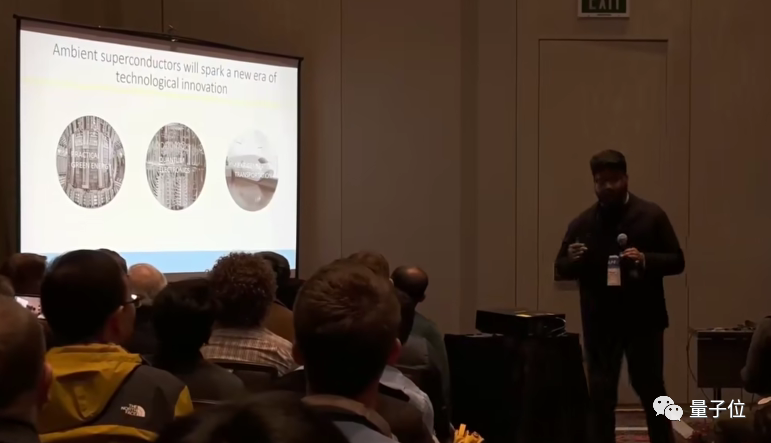 EXIT
Ambient superconductors will spark a new era of
technological innovation
THE
NORTH
FACE
量子位